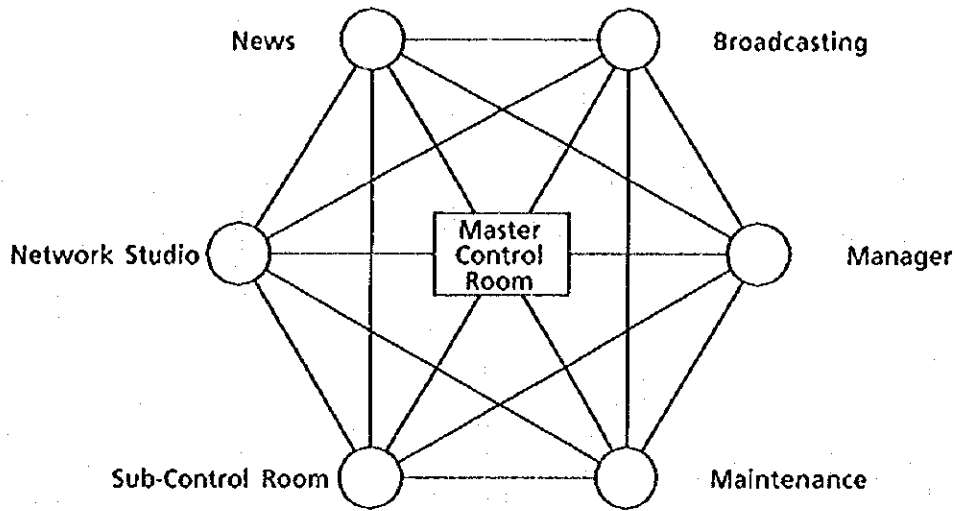 News
Broadcasting
Network Studio
Master
Control
Room
Manager
Sub-Control Room
Maintenance